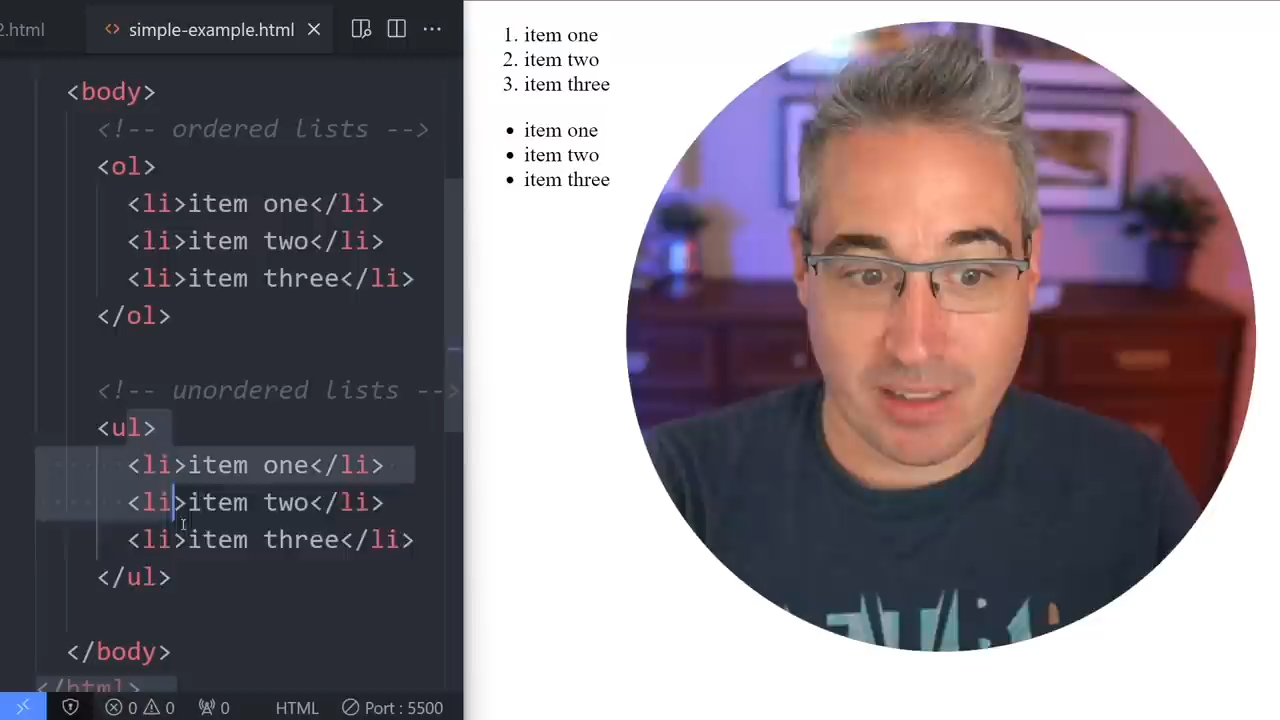 2.html
<> simple-example.html ×
<body>
<!-- ordered lists -->
<ol>
<li>item one</li>
<li>item two</li>
<li>item three</li>
</ol>
<!-- unordered lists -->
<ul>
<li>item one</li>
<li>item two</li>
<li>item three</li>
</ul>
</body>
</html>
0 0 0 HTML Port : 5500
1. item one
2. item two
3. item three
• item one
• item two
• item three